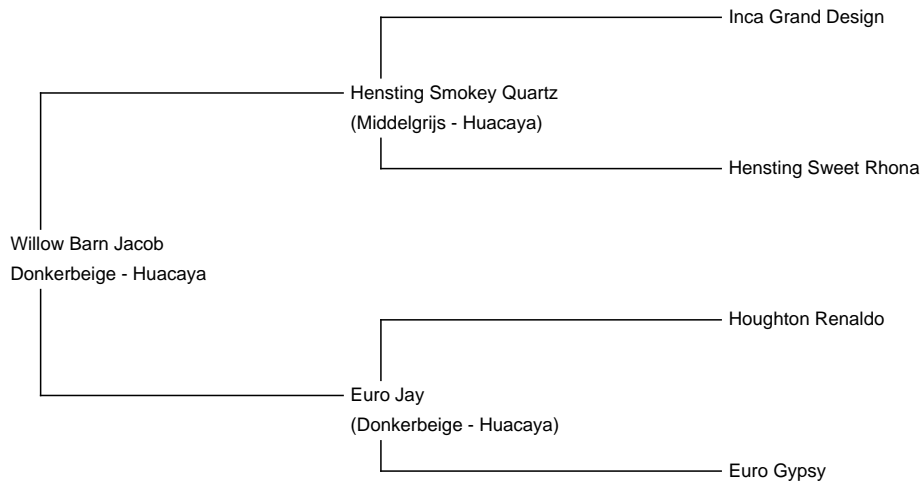 Inca Grand Design
Hensting Smokey Quartz
(Middelgrijs - Huacaya)
Hensting Sweet Rhona
Willow Barn Jacob
Donkerbeige - Huacaya
Houghton Renaldo
Euro Jay
(Donkerbeige - Huacaya)
Euro Gypsy